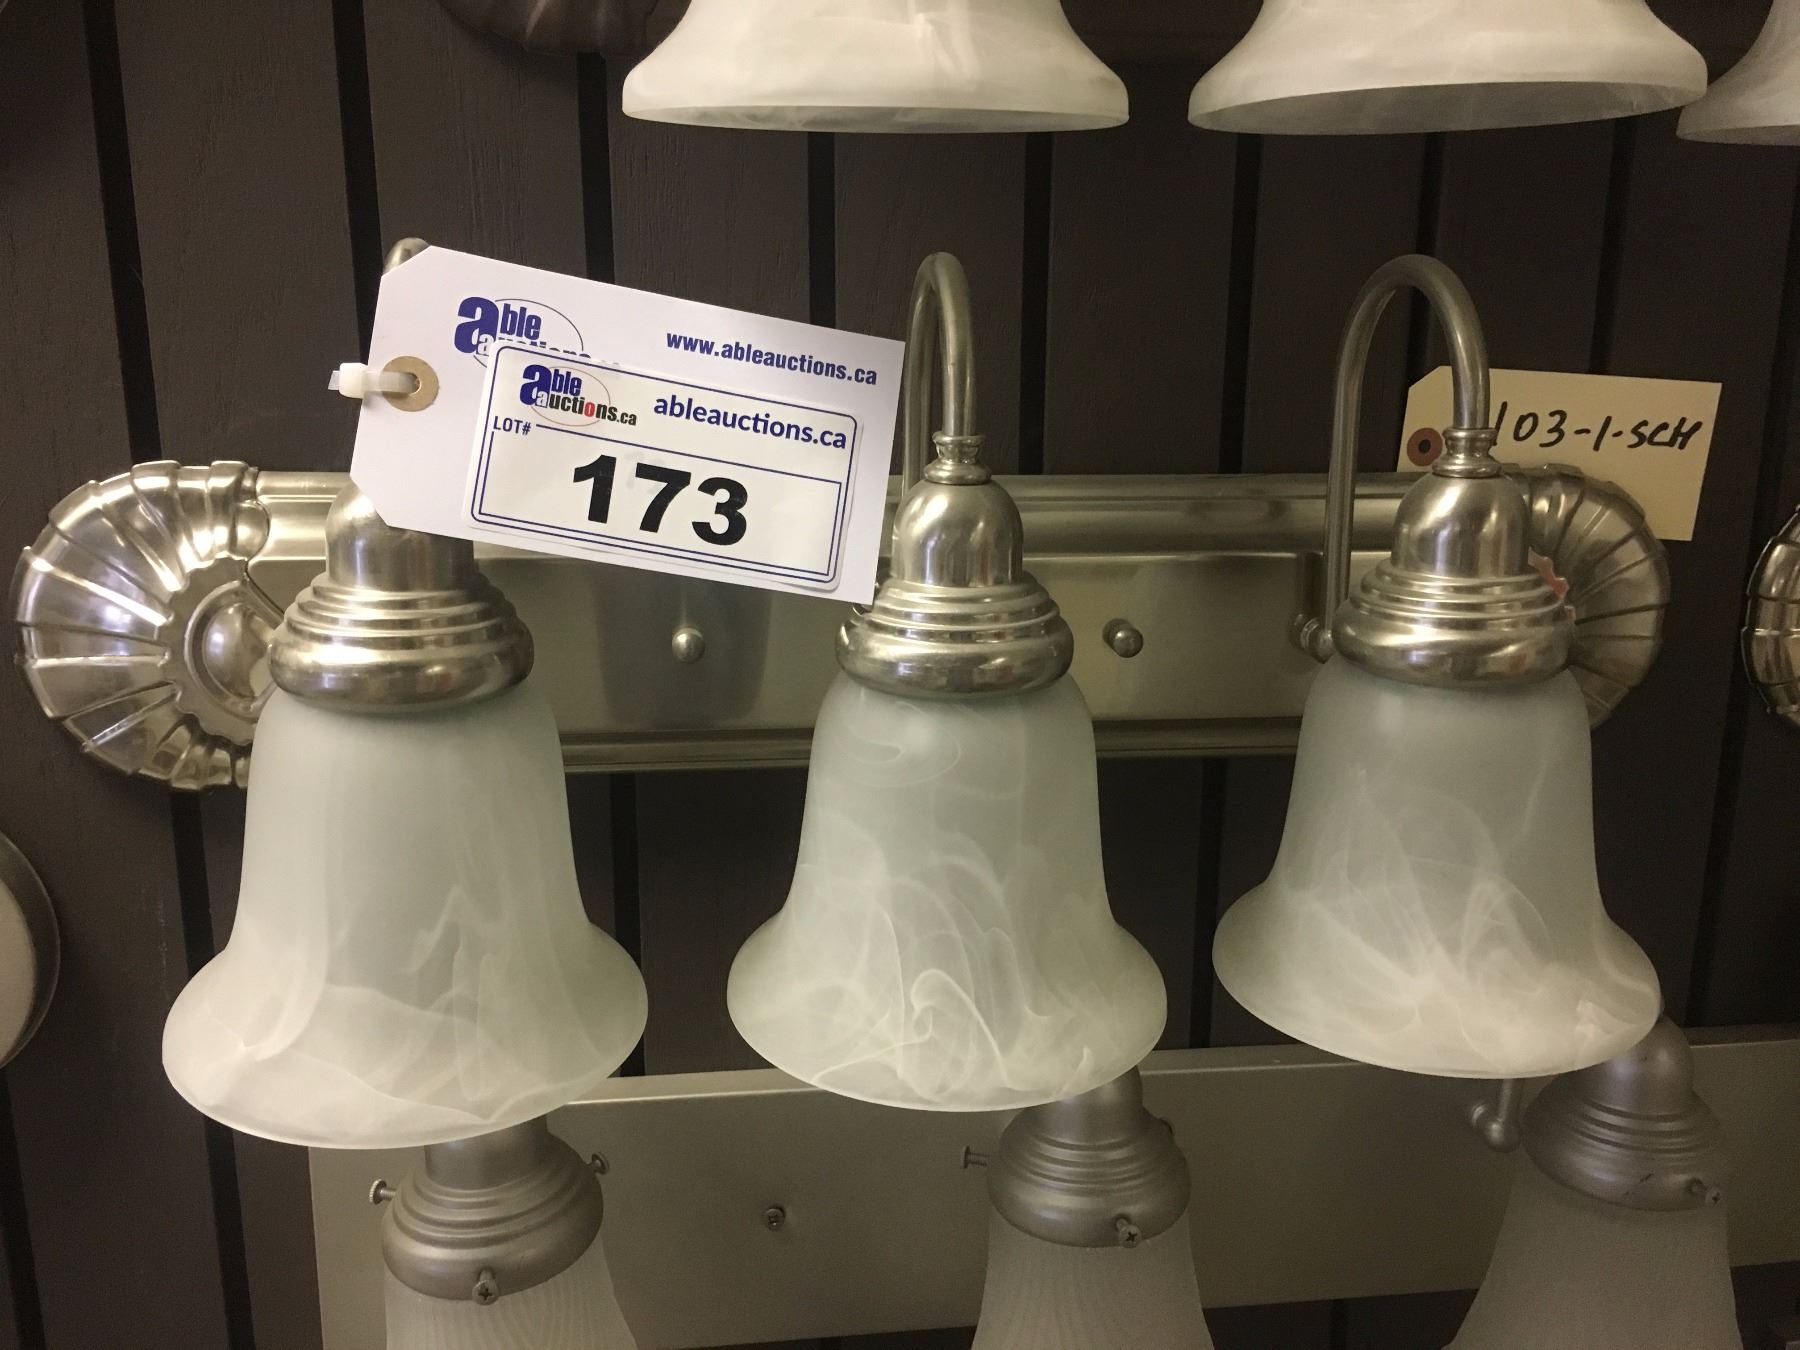 able
www.ableauctions.ca
able
auctions.ca
ableauctions.ca
LOT#
173
103-1-SCH